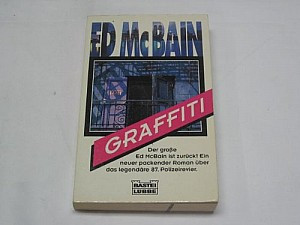 ED McBAIN
GRAFFITI
Der große
Ed McBain ist zurück! Ein
neuer packender Roman über
das legendäre 87. Polizeirevier.
BASTEI
LÜBBE